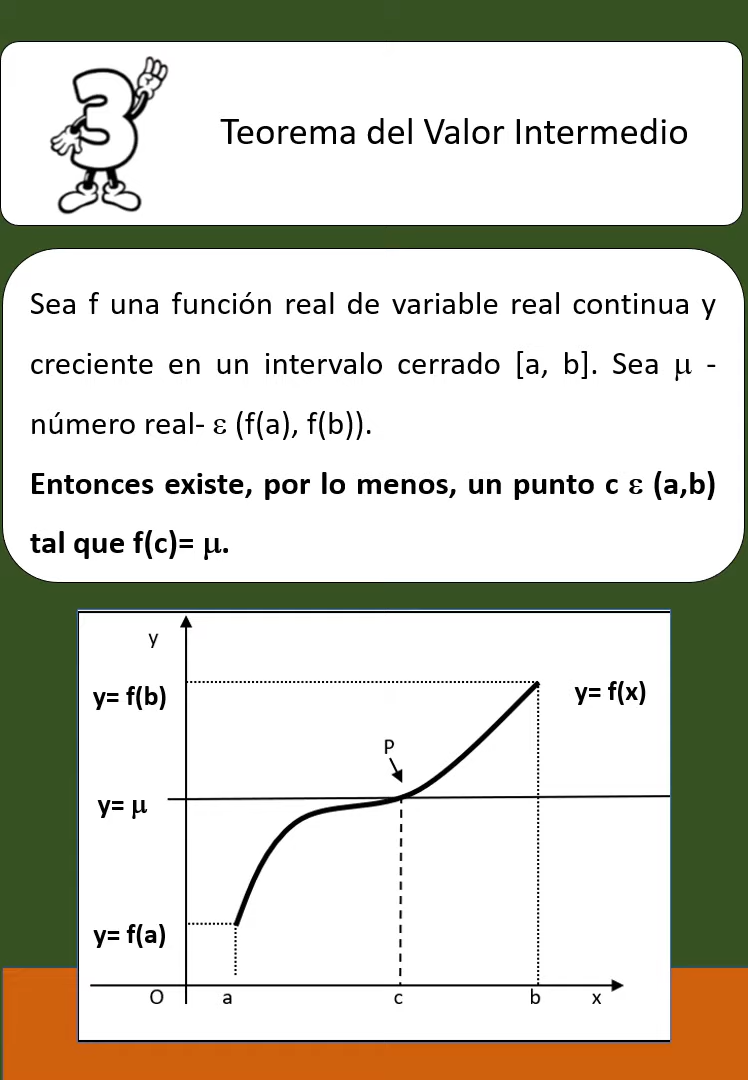 3
Teorema del Valor Intermedio
Sea f una función real de variable real continua y
creciente en un intervalo cerrado [a, b]. Sea μ -
número real- ε (f(a), f(b)).
Entonces existe, por lo menos, un punto c ε (a,b)
tal que f(c)= μ.
y
y= f(b)
y= f(x)
P
y= μ
y= f(a)
O a c b x